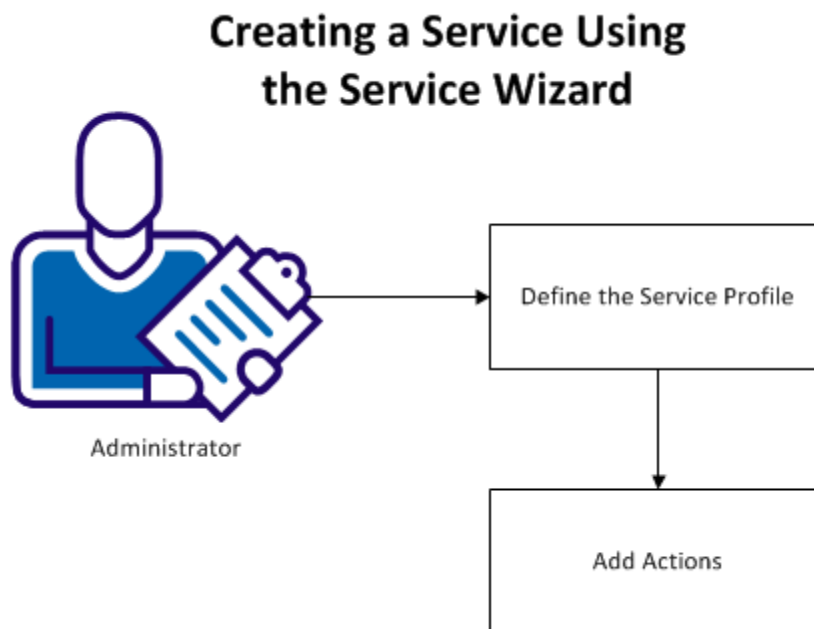 Creating a Service Using
the Service Wizard
Define the Service Profile
Administrator
Add Actions